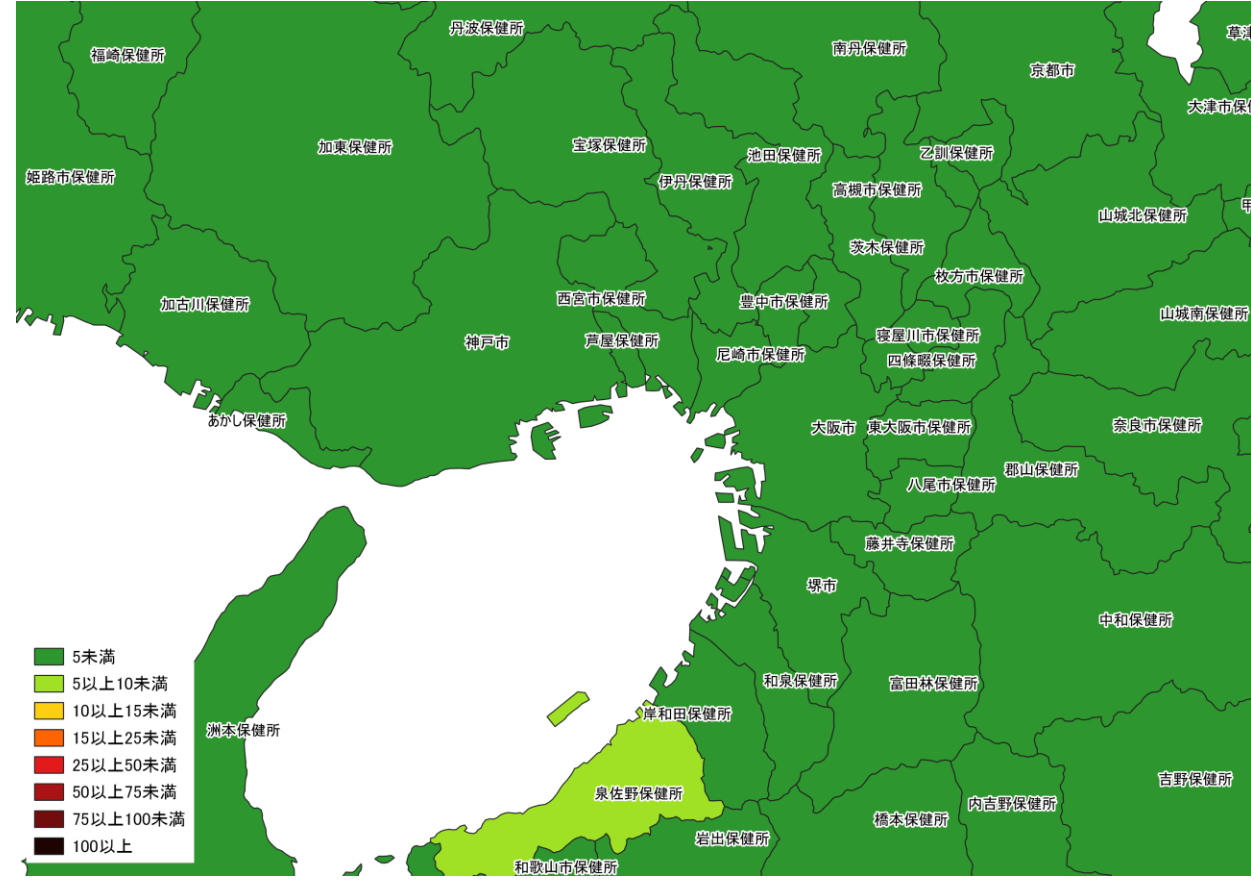 丹波保健所
草津
福崎保健所
南丹保健所
京都市
大津市保健
加東保健所
宝塚保健所
池田保健所
乙訓保健所
姫路市保健所
伊丹保健所
高槻市保健所
山城北保健所
甲
茨木保健所
枚方市保健所
加古川保健所
西宮市保健所
豊中市保健所
山城南保健所
神戸市
芦屋保健所
寝屋川市保健所
尼崎市保健所
四條畷保健所
あかし保健所
大阪市
東大阪市保健所
奈良市保健所
郡山保健所
八尾市保健所
藤井寺保健所
堺市
中和保健所
和泉保健所
富田林保健所
岸和田保健所
洲本保健所
吉野保健所
泉佐野保健所
内吉野保健所
橋本保健所
岩出保健所
和歌山市保健所
5未満
5以上10未満
10以上15未満
15以上25未満
25以上50未満
50以上75未満
75以上100未満
100以上